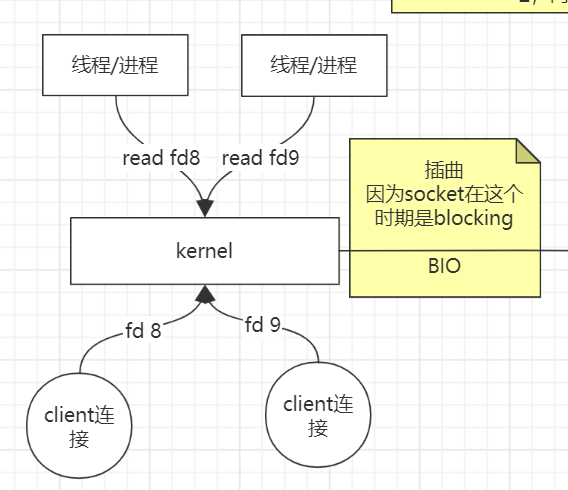 线程/进程
线程/进程
read fd8
read fd9
插曲
因为socket在这个
时期是blocking
kernel
BIO
fd 8
fd 9
client连
接
client连
接